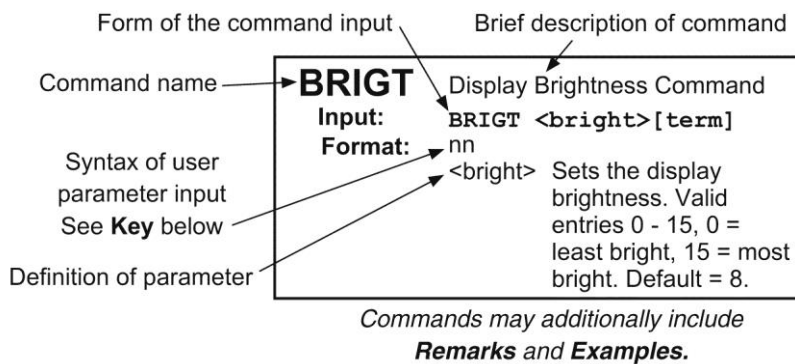 Form of the command input
Brief description of command
Command name
BRIGT Display Brightness Command
Input: BRIGT <bright>[term]
Format: nn
Syntax of user
parameter input
See Key below
<bright> Sets the display
brightness. Valid
entries 0 - 15, 0 =
least bright, 15 = most
bright. Default = 8.
Definition of parameter
Commands may additionally include
Remarks and Examples.